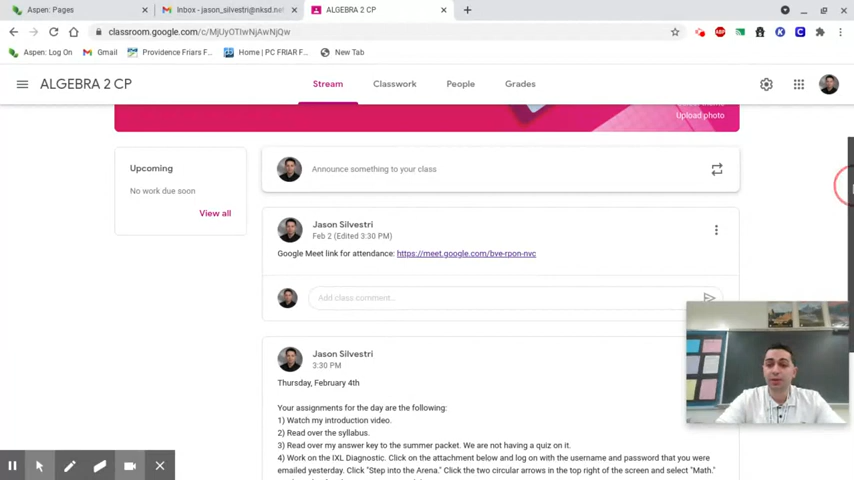 Aspen: Pages
Inbox - jason_silvestri@nksd.net
ALGEBRA 2 CP
classroom.google.com/c/MjUyOTIwNjAwNjQw
ABP
K
C
Aspen: Log On
Gmail
Providence Friars F...
Home | PC FRIAR F...
New Tab
ALGEBRA 2 CP
Stream
Classwork
People
Grades
Upload photo
Upcoming
No work due soon
View all
Announce something to your class
Jason Silvestri
Feb 2 (Edited 3:30 PM)
Google Meet link for attendance: https://meet.google.com/bve-rpon-nvc
Add class comment...
Jason Silvestri
3:30 PM
Thursday, February 4th
Your assignments for the day are the following:
1) Watch my introduction video.
2) Read over the syllabus.
3) Read over my answer key to the summer packet. We are not having a quiz on it.
4) Work on the IXL Diagnostic. Click on the attachment below and log on with the username and password that you were
emailed yesterday. Click "Step into the Arena." Click the two circular arrows in the top right of the screen and select "Math."